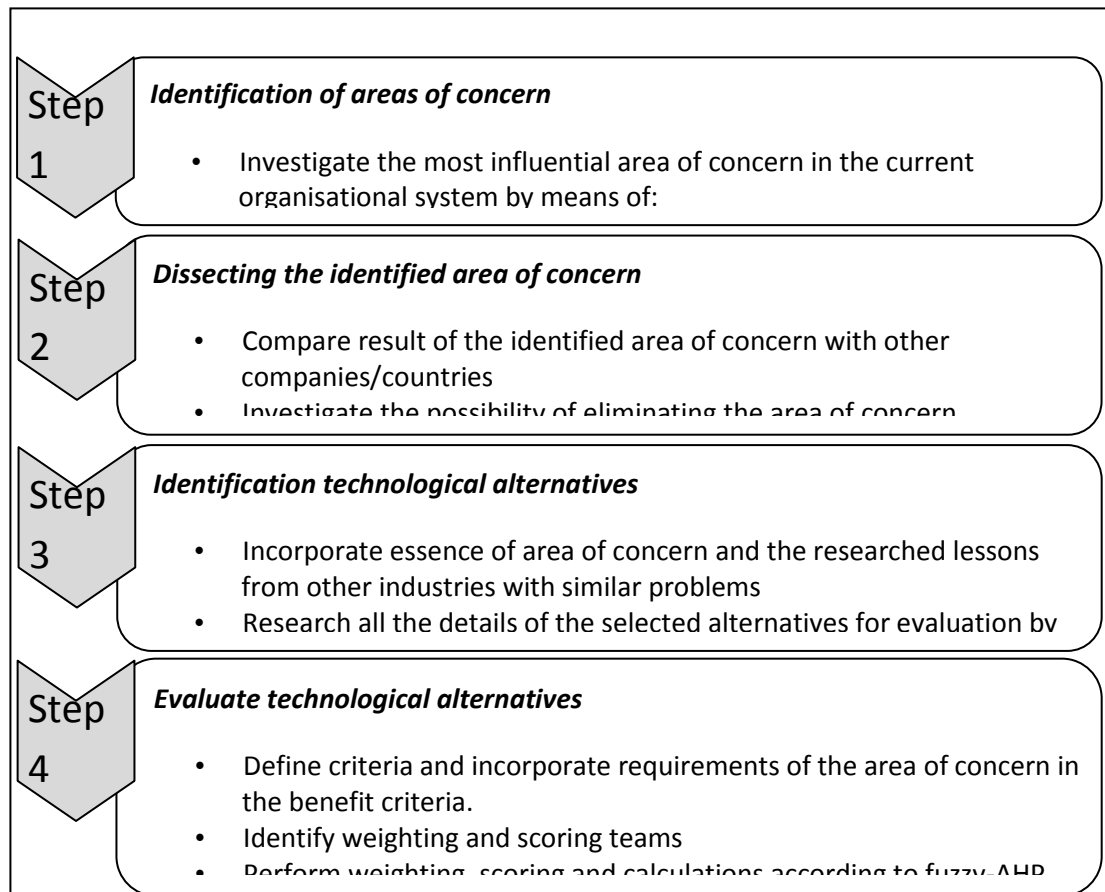 Step
1
Identification of areas of concern
• Investigate the most influential area of concern in the current
organisational system by means of:
Step
2
Dissecting the identified area of concern
• Compare result of the identified area of concern with other
companies/countries
• Investigate the possibility of eliminating the area of concern
Step
3
Identification technological alternatives
• Incorporate essence of area of concern and the researched lessons
from other industries with similar problems
• Research all the details of the selected alternatives for evaluation by
Step
4
Evaluate technological alternatives
• Define criteria and incorporate requirements of the area of concern in
the benefit criteria.
• Identify weighting and scoring teams
• Perform weighting, scoring and calculations according to fuzzy-AHP